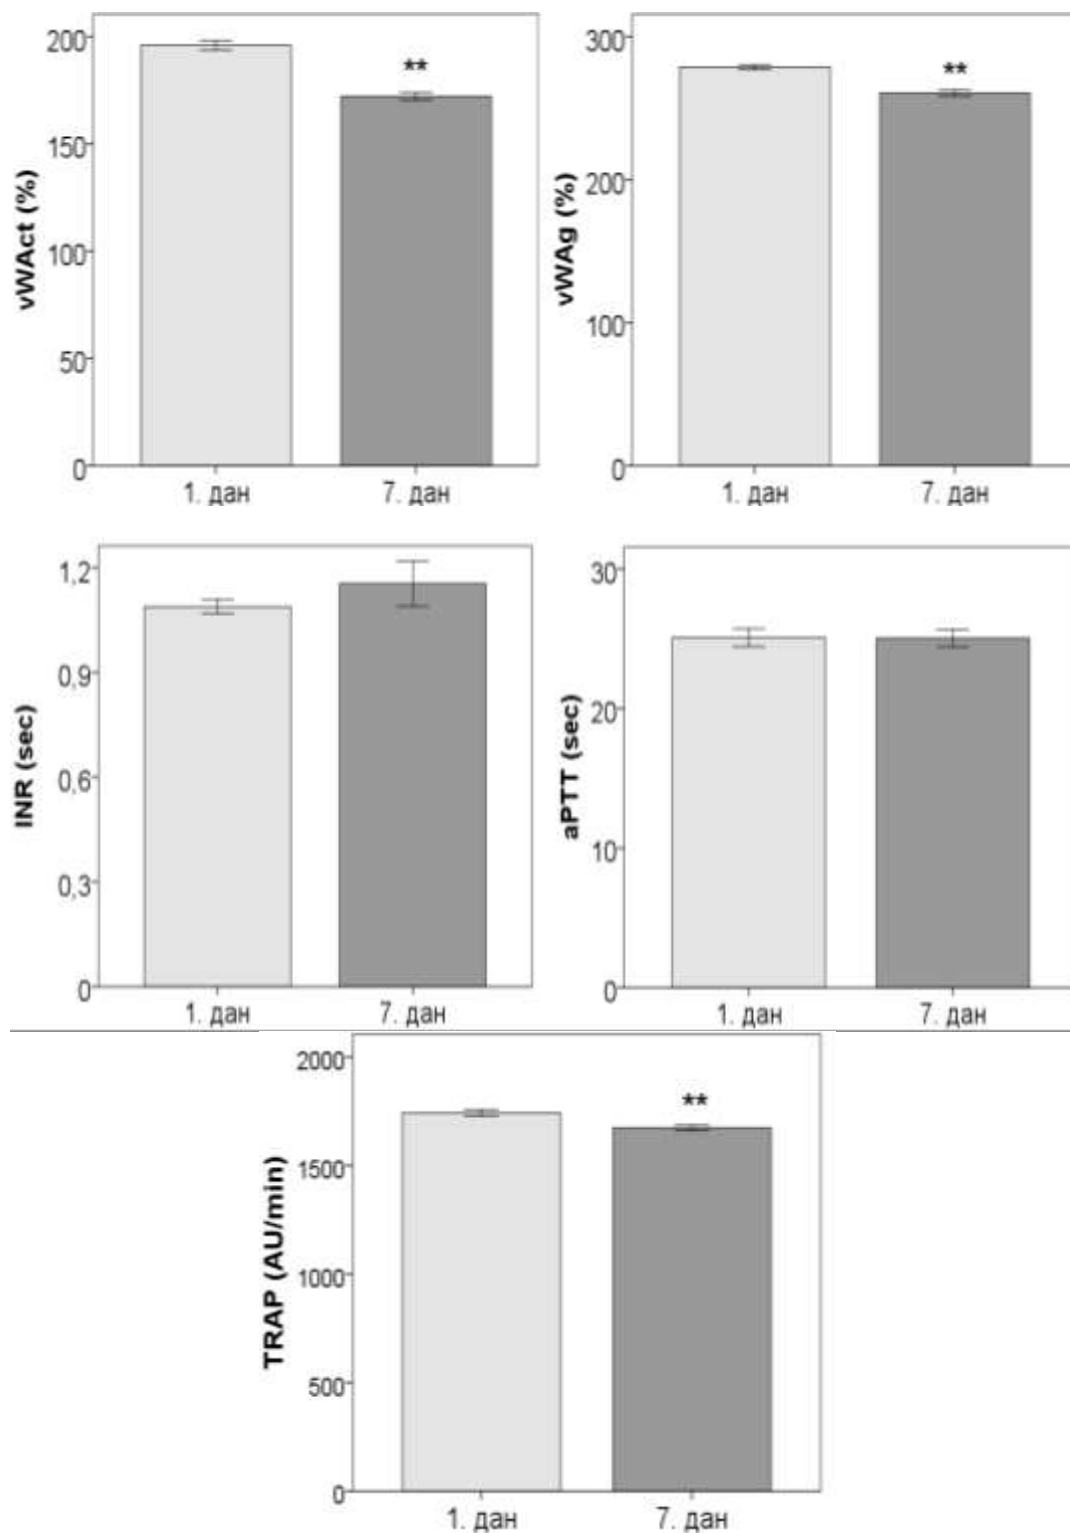 vWAct (%)
200
**
150
100
50
0
1. дан 7. дан
vWAg (%)
300
**
200
100
0
1. дан 7. дан
INR (sec)
1,2
0,9
0,6
0,3
0
1. дан 7. дан
aPTT (sec)
30
20
10
0
1. дан 7. дан
TRAP (AU/min)
2000
**
1500
1000
500
0
1. дан 7. дан